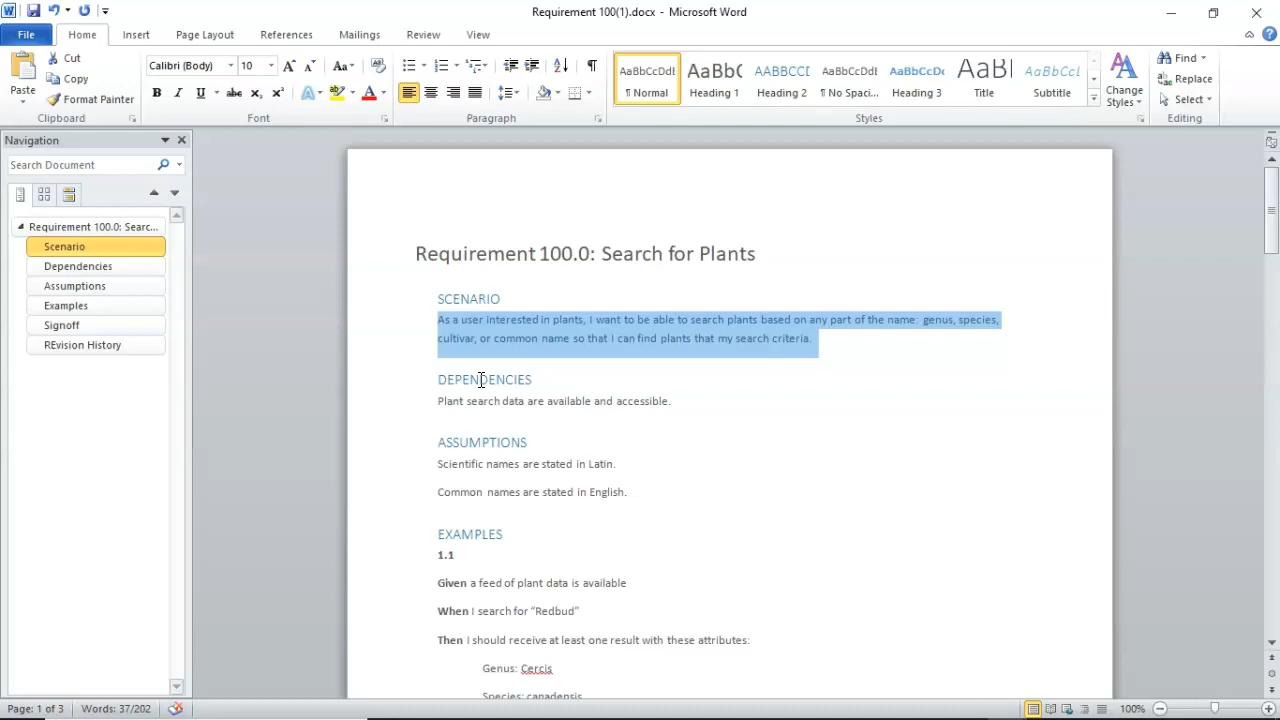 Requirement 100(1).docx - Microsoft Word
File Home Insert Page Layout References Mailings Review View
Paste
Cut
Copy
Format Painter
Clipboard
Calibri (Body) 10
Font
Paragraph
AaBbCcDdI AaBbC AABBCCI AaBbCcDdI AaBbCcDc AaBl AaBbCcL
¶ Normal Heading 1 Heading 2 ¶ No Spaci... Heading 3 Title Subtitle
Change Styles
Styles
Find
Replace
Select
Editing
Navigation
Search Document
Requirement 100.0: Searc...
Scenario
Dependencies
Assumptions
Examples
Signoff
REvision History
Requirement 100.0: Search for Plants
SCENARIO
As a user interested in plants, I want to be able to search plants based on any part of the name: genus, species,
cultivar, or common name so that I can find plants that my search criteria.
DEPENDENCIES
Plant search data are available and accessible.
ASSUMPTIONS
Scientific names are stated in Latin.
Common names are stated in English.
EXAMPLES
1.1
Given a feed of plant data is available
When I search for “Redbud”
Then I should receive at least one result with these attributes:
Genus: Cercis
Species: canadensis
Page: 1 of 3 Words: 37/202 100%